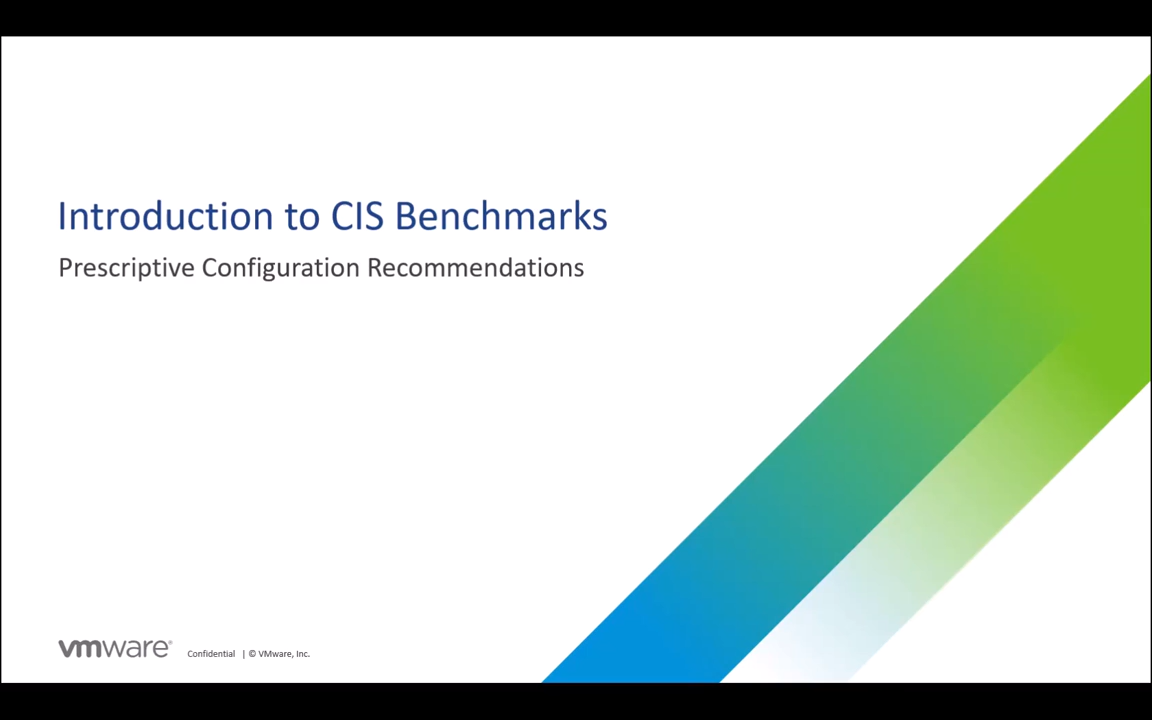 Introduction to CIS Benchmarks
Prescriptive Configuration Recommendations
vmware® Confidential | © VMware, Inc.